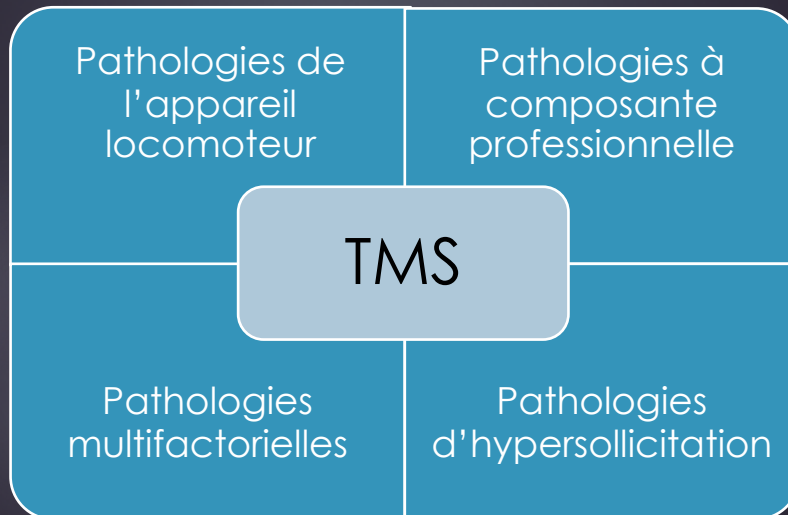 Pathologies de
l’appareil
locomoteur
Pathologies à
composante
professionnelle
TMS
Pathologies
multifactorielles
Pathologies
d’hypersollicitation